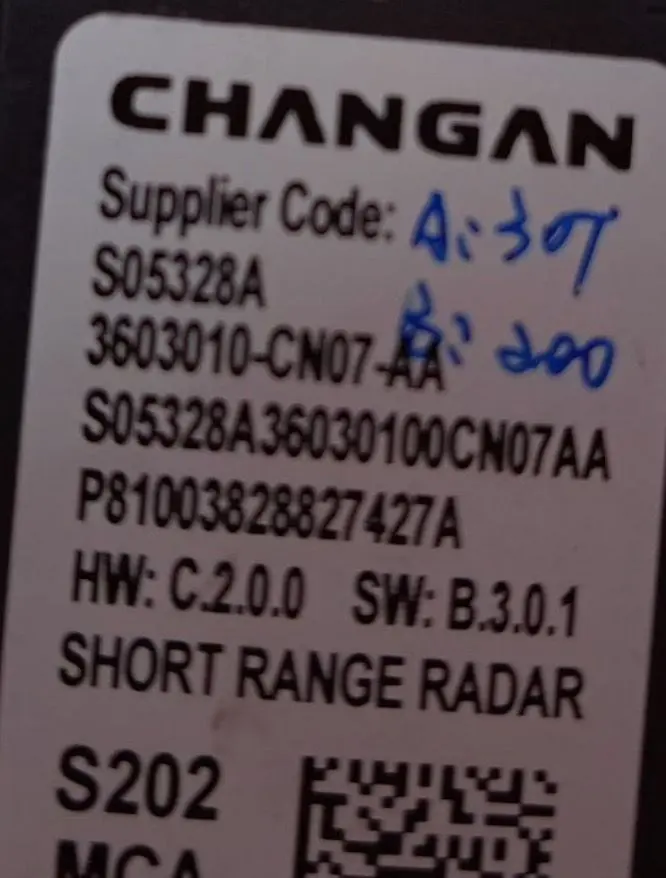 CHANGAN
Supplier Code:
S05328A
3603010-CN07-AA
S05328A36030100CN07AA
P81003828827427A
HW: C.2.0.0 SW: B.3.0.1
SHORT RANGE RADAR
S202
MCA